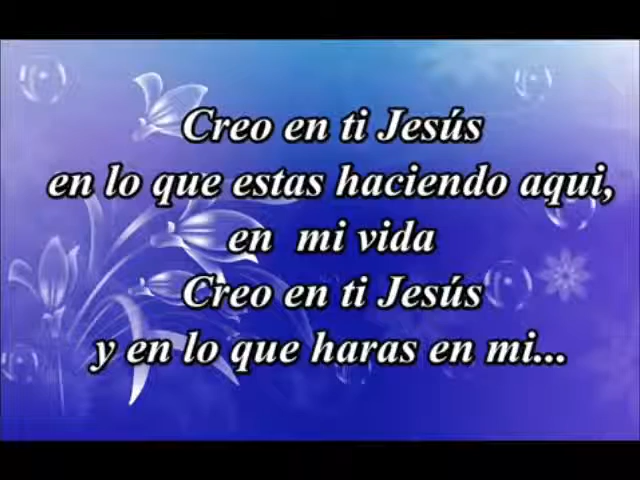 Creo en ti Jesús
en lo que estas haciendo aqui,
en mi vida
Creo en ti Jesús
y en lo que haras en mi...